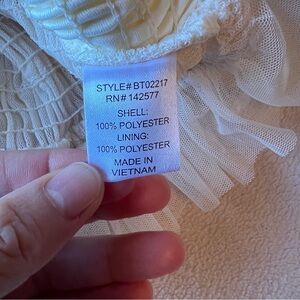 STYLE# BT02217
RN# 142577
SHELL:
100% POLYESTER
LINING:
100% POLYESTER
MADE IN
VIETNAM